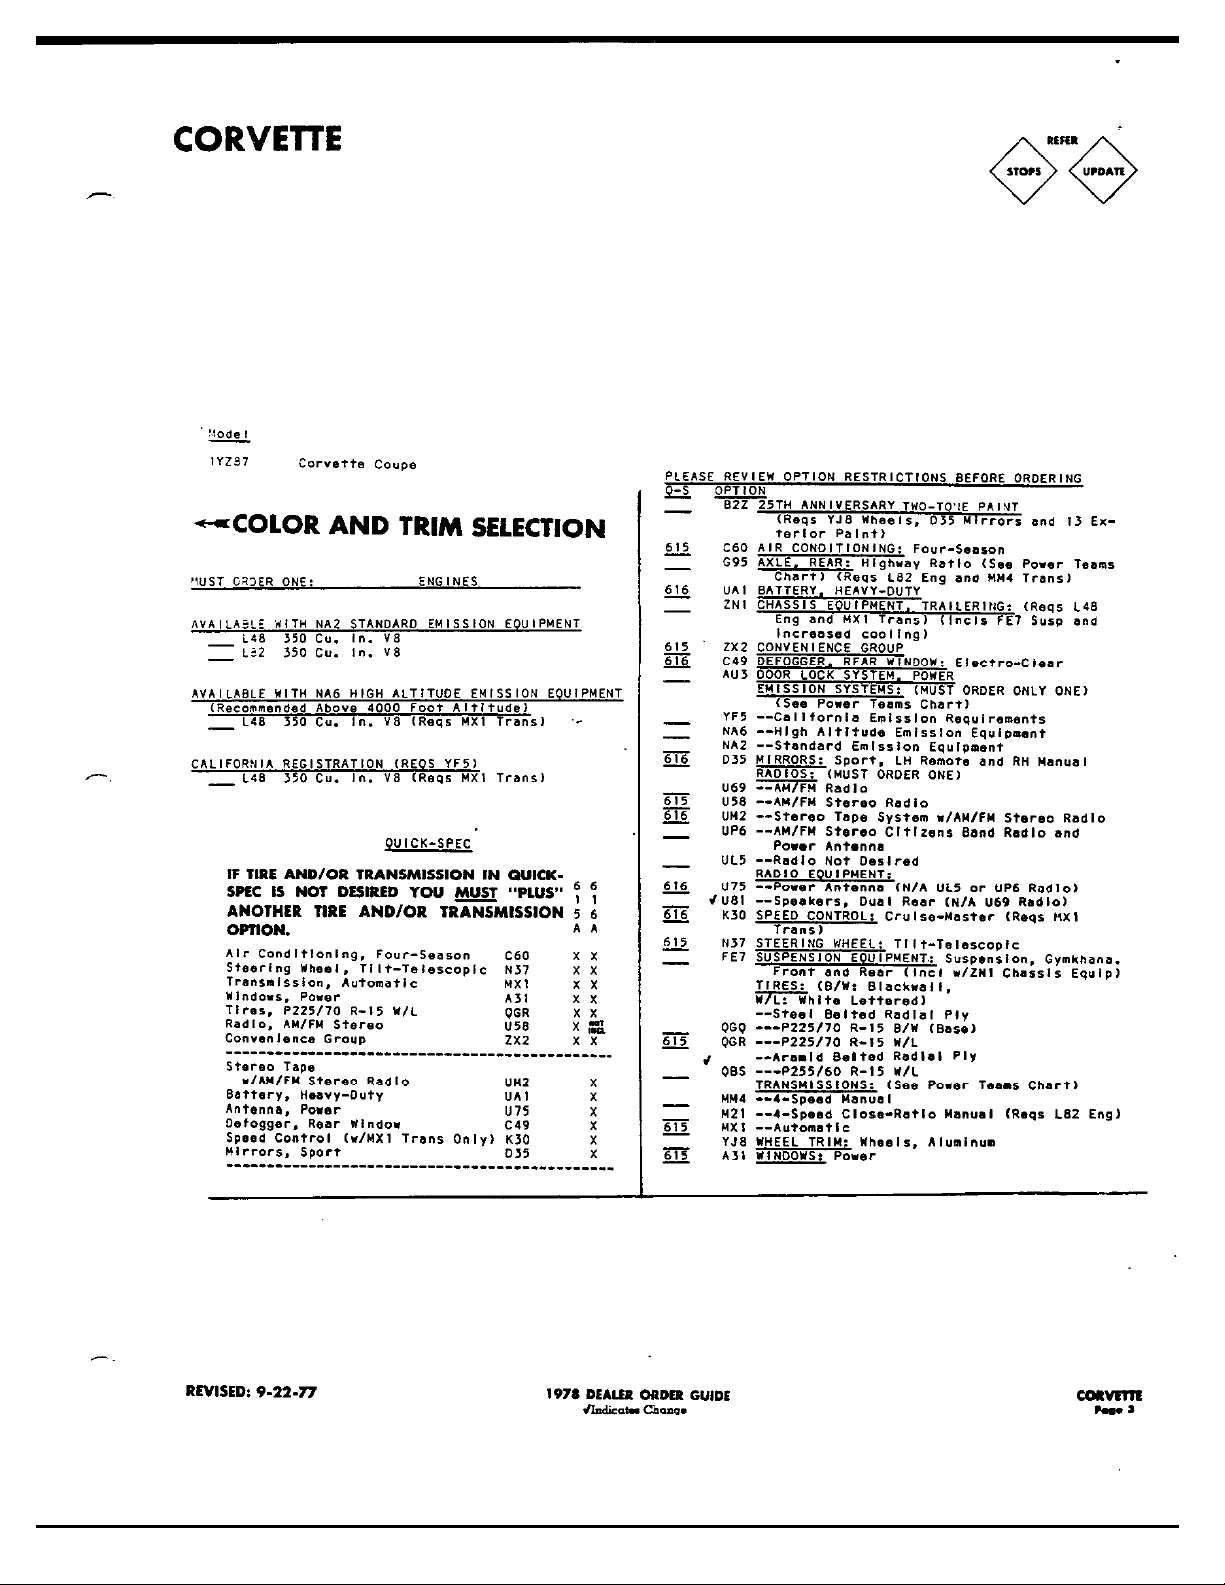 CORVETTE
REFER
STOPS UPDATE
Model
1YZ87 Corvette Coupe
COLOR AND TRIM SELECTION
MUST ORDER ONE: ENGINES
AVAILABLE WITH NA2 STANDARD EMISSION EQUIPMENT
L48 350 Cu. In. V8
L82 350 Cu. In. V8
AVAILABLE WITH NA6 HIGH ALTITUDE EMISSION EQUIPMENT
(Recommended Above 4000 Foot Altitude)
L48 350 Cu. In. V8 (Reqs MX1 Trans)
CALIFORNIA REGISTRATION (REQS YF5)
L48 350 Cu. In. V8 (Reqs MX1 Trans)
QUICK-SPEC
IF TIRE AND/OR TRANSMISSION IN QUICK-
SPEC IS NOT DESIRED YOU MUST "PLUS" 6 6
1 1
ANOTHER TIRE AND/OR TRANSMISSION 5 6
OPTION. A A
Air Conditioning, Four-Season C60 X X
Steering Wheel, Tilt-Telescopic N37 X X
Transmission, Automatic MX1 X X
Windows, Power A31 X X
Tires, P225/70 R-15 W/L QGR X X
Radio, AM/FM Stereo U58 X NOT INCL
Convenience Group ZX2 X X
Stereo Tape
w/AM/FM Stereo Radio UM2 X
Battery, Heavy-Duty UA1 X
Antenna, Power U75 X
Defogger, Rear Window C49 X
Speed Control (w/MX1 Trans Only) K30 X
Mirrors, Sport D35 X
PLEASE REVIEW OPTION RESTRICTIONS BEFORE ORDERING
Q-S OPTION
B2Z 25TH ANNIVERSARY TWO-TONE PAINT
(Reqs YJ8 Wheels, D35 Mirrors and 13 Ex-
terior Paint)
615 C60 AIR CONDITIONING: Four-Season
G95 AXLE, REAR: Highway Ratio (See Power Teams
Chart) (Reqs L82 Eng and MM4 Trans)
616 UA1 BATTERY, HEAVY-DUTY
ZN1 CHASSIS EQUIPMENT, TRAILERING: (Reqs L48
Eng and MX1 Trans) (Incls FE7 Susp and
Increased cooling)
615 ZX2 CONVENIENCE GROUP
616 C49 DEFOGGER, REAR WINDOW: Electro-Clear
AU3 DOOR LOCK SYSTEM, POWER
EMISSION SYSTEMS: (MUST ORDER ONLY ONE)
(See Power Teams Chart)
YF5 --California Emission Requirements
NA6 --High Altitude Emission Equipment
NA2 --Standard Emission Equipment
616 D35 MIRRORS: Sport, LH Remote and RH Manual
RADIOS: (MUST ORDER ONE)
U69 --AM/FM Radio
615 U58 --AM/FM Stereo Radio
616 UM2 --Stereo Tape System w/AM/FM Stereo Radio
UP6 --AM/FM Stereo Citizens Band Radio and
Power Antenna
UL5 --Radio Not Desired
RADIO EQUIPMENT:
616 U75 --Power Antenna (N/A UL5 or UP6 Radio)
√ U81 --Speakers, Dual Rear (N/A U69 Radio)
616 K30 SPEED CONTROL: Cruise-Master (Reqs MX1
Trans)
615 N37 STEERING WHEEL: Tilt-Telescopic
FE7 SUSPENSION EQUIPMENT: Suspension, Gymkhana,
Front and Rear (Incl w/ZN1 Chassis Equip)
TIRES: (B/W: Blackwall,
W/L: White Lettered)
--Steel Belted Radial Ply
QGQ ---P225/70 R-15 B/W (Base)
615 QGR ---P225/70 R-15 W/L
√ --Aramid Belted Radial Ply
QBS ---P255/60 R-15 W/L
TRANSMISSIONS: (See Power Teams Chart)
MM4 --4-Speed Manual
M21 --4-Speed Close-Ratio Manual (Reqs L82 Eng)
615 MX1 --Automatic
YJ8 WHEEL TRIM: Wheels, Aluminum
615 A31 WINDOWS: Power
REVISED: 9-22-77
1978 DEALER ORDER GUIDE
√Indicates Change
CORVETTE
Page 3